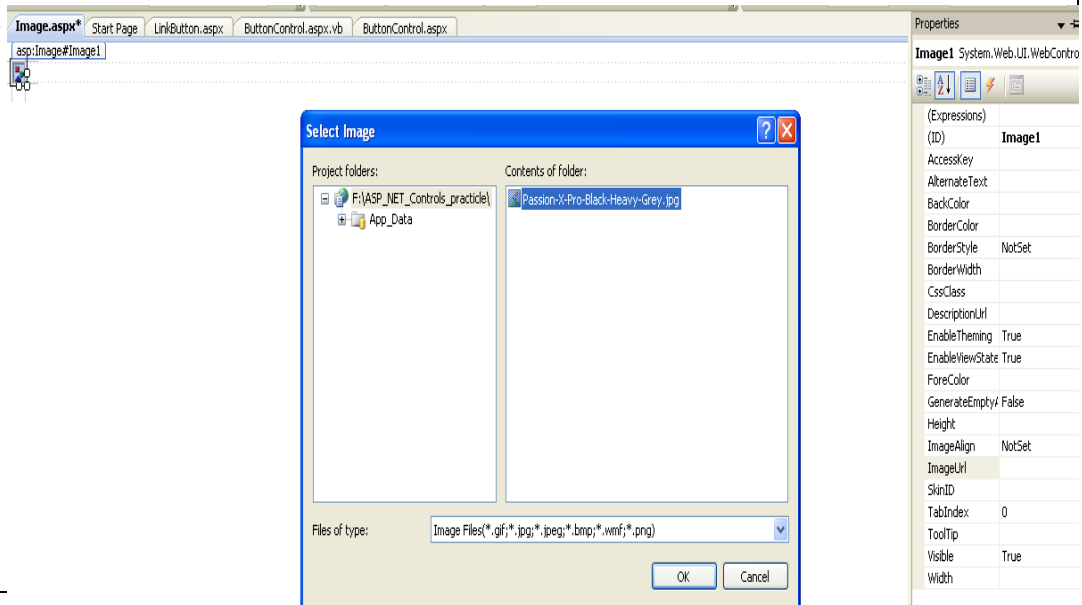 Image.aspx* Start Page LinkButton.aspx ButtonControl.aspx.vb ButtonControl.aspx
asp:Image#Image1
Select Image
Project folders:
F:\ASP_NET_Controls_practicle\
App_Data
Contents of folder:
Passion-X-Pro-Black-Heavy-Grey.jpg
Files of type:
Image Files(*.gif;*.jpg;*.jpeg;*.bmp;*.wmf;*.png)
OK Cancel
Properties
Image1 System.Web.UI.WebContro
(Expressions)
(ID) Image1
AccessKey
AlternateText
BackColor
BorderColor
BorderStyle NotSet
BorderWidth
CssClass
DescriptionUrl
EnableTheming True
EnableViewState True
ForeColor
GenerateEmptyA False
Height
ImageAlign NotSet
ImageUrl
SkinID
TabIndex 0
ToolTip
Visible True
Width